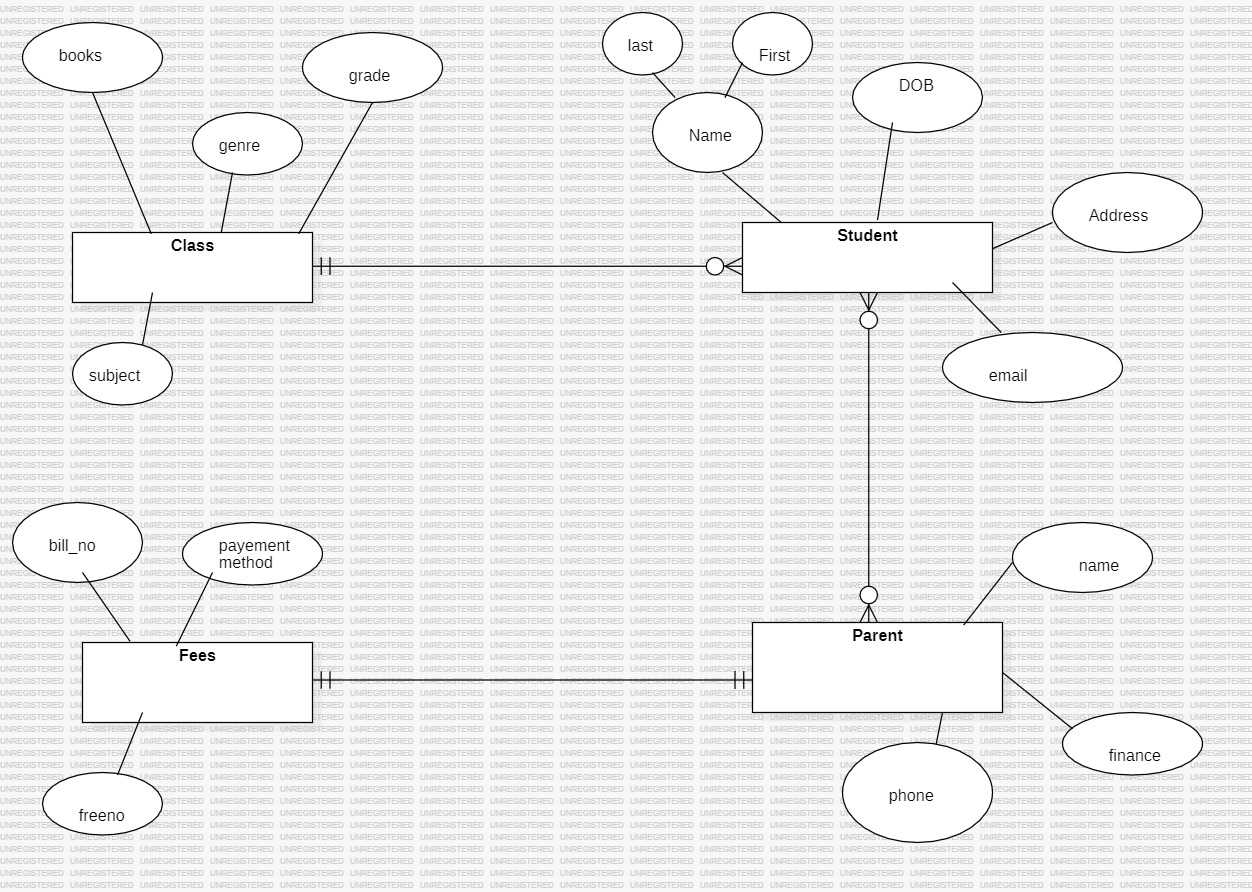 books
grade
genre
Class
subject
last
First
Name
DOB
Address
Student
email
bill_no
payement
method
Fees
freeno
name
Parent
finance
phone
UNREGISTERED